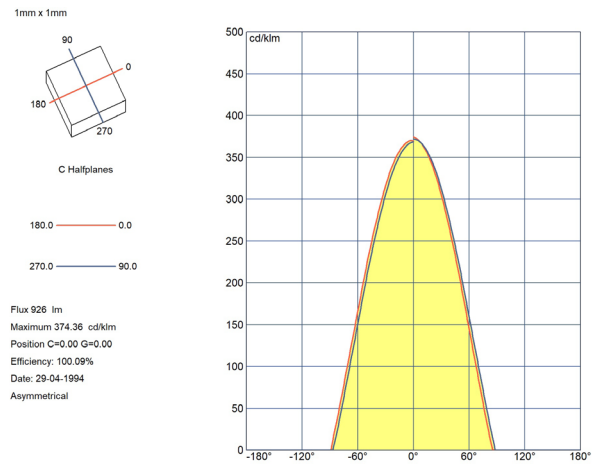 1mm x 1mm
90
0
180
270
C Halfplanes
180.0 0.0
270.0 90.0
Flux 926 lm
Maximum 374.36 cd/klm
Position C=0.00 G=0.00
Efficiency: 100.09%
Date: 29-04-1994
Asymmetrical
500
cd/klm
450
400
350
300
250
200
150
100
50
0
-180° -120° -60° 0° 60° 120° 180°